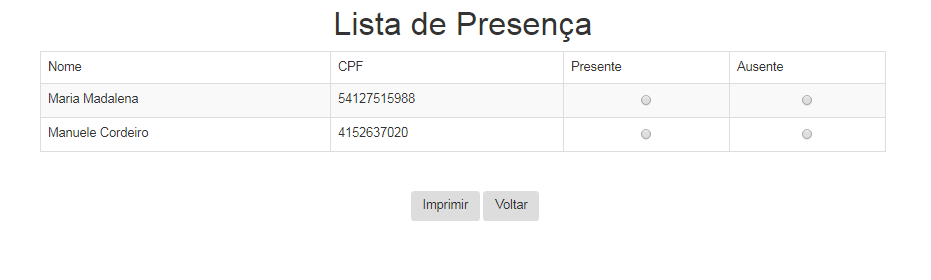 Lista de Presença
Nome CPF Presente Ausente
Maria Madalena 54127515988
Manuele Cordeiro 4152637020
Imprimir Voltar